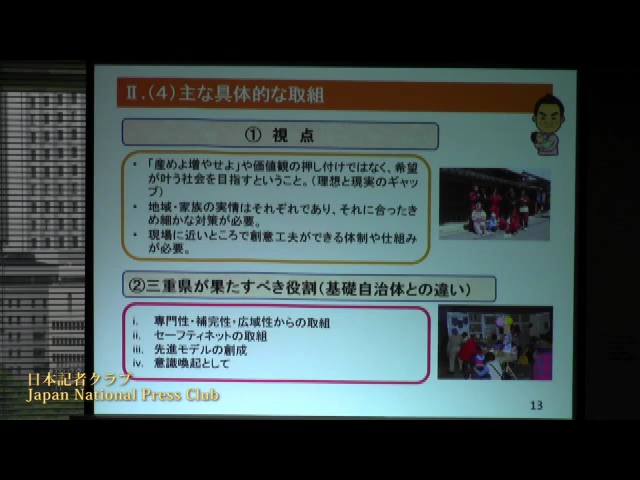 Ⅱ.(4)主な具体的な取組
① 視 点
・ 「産めよ増やせよ」や価値観の押し付けではなく、希望
が叶う社会を目指すということ。(理想と現実のギャッ
プ)
・ 地域・家族の実情はそれぞれであり、それに合ったき
め細かな対策が必要。
・ 現場に近いところで創意工夫ができる体制や仕組み
が必要。
②三重県が果たすべき役割(基礎自治体との違い)
ⅰ. 専門性・補完性・広域性からの取組
ⅱ. セーフティネットの取組
ⅲ. 先進モデルの創成
ⅳ. 意識喚起として
日本記者クラブ
Japan National Press Club
13